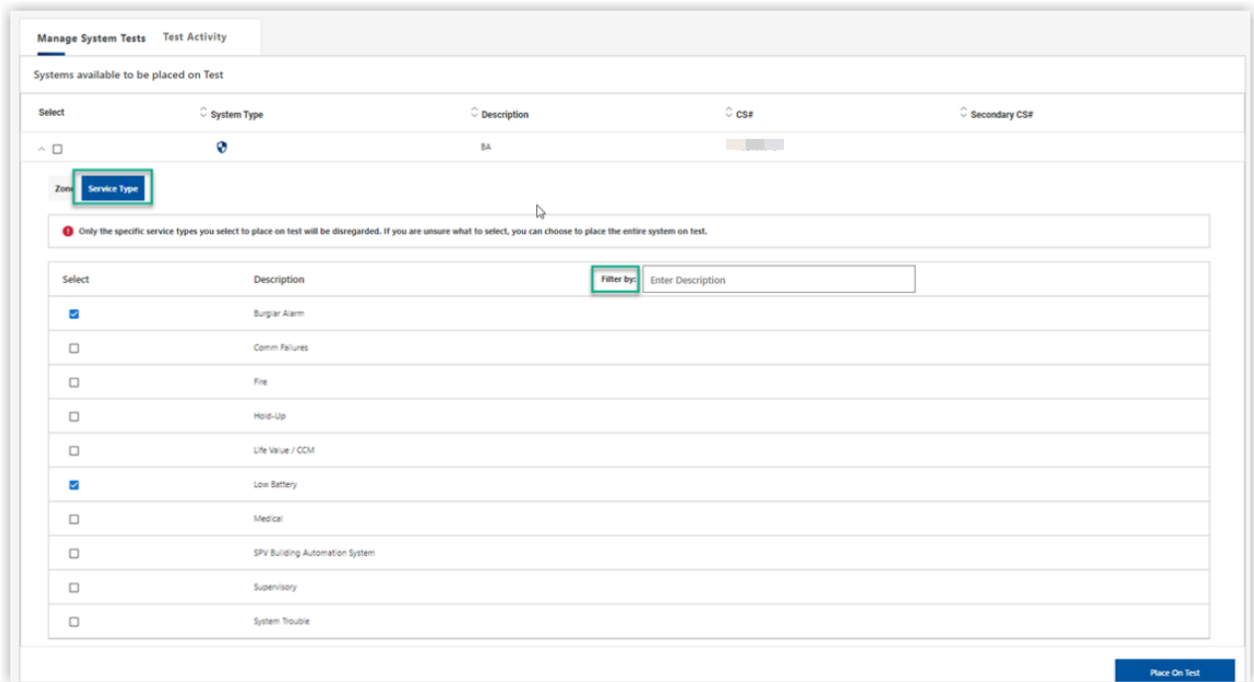 Manage System Tests Test Activity
Systems available to be placed on Test
Select System Type Description CS# Secondary CS#
BA
Service Type
Only the specific service types you select to place on test will be disregarded. If you are unsure what to select, you can choose to place the entire system on test.
Select Description Filter by: Enter Description
Burglar Alarm
Comm Failures
Fire
Hold-Up
Life Value / CCM
Low Battery
Medical
SPV Building Automation System
Supervisory
System Trouble
Place On Test